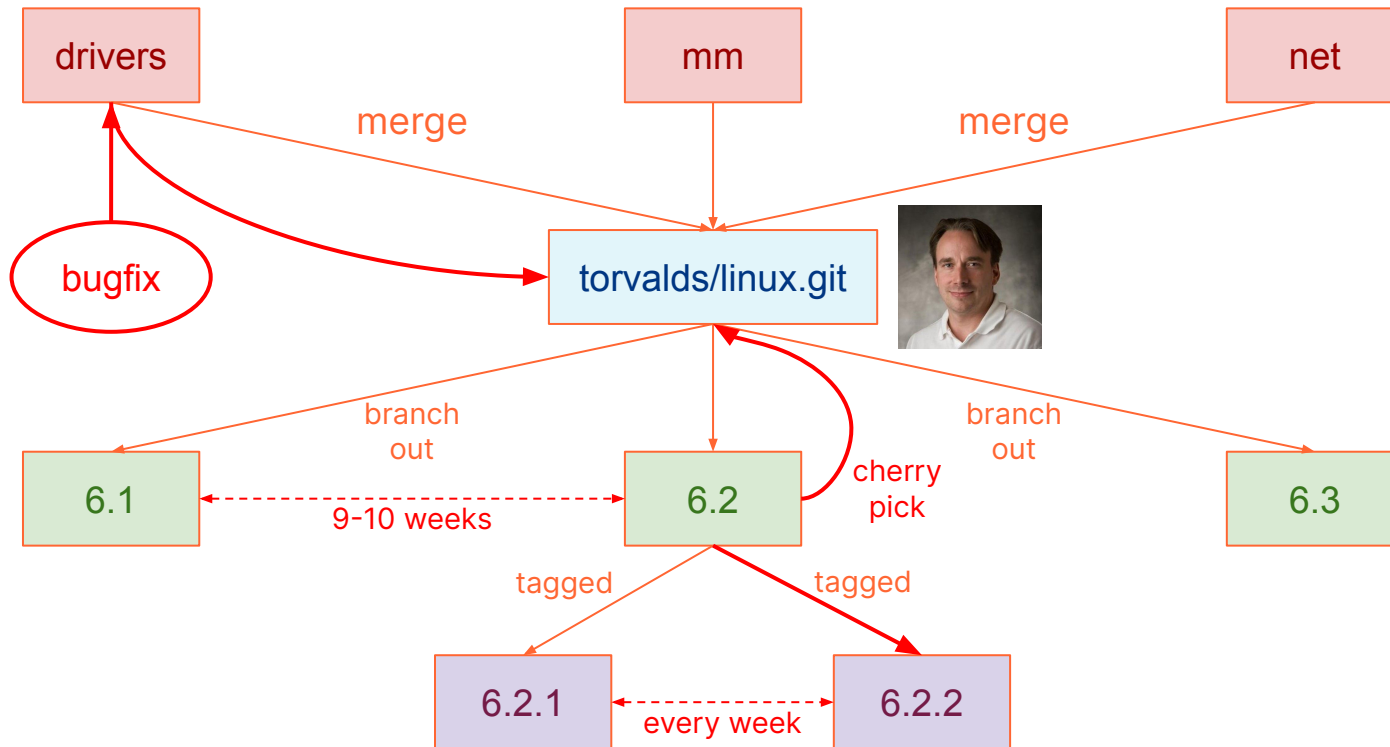 drivers
mm
net
merge
merge
bugfix
torvalds/linux.git
branch
out
branch
out
6.1
6.2
6.3
cherry
pick
9-10 weeks
tagged
tagged
6.2.1
6.2.2
every week